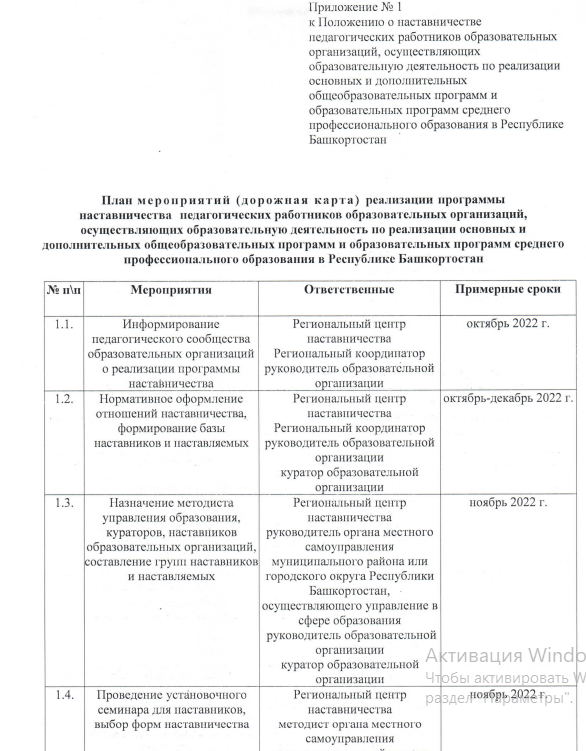 Приложение № 1
к Положению о наставничестве
педагогических работников образовательных
организаций, осуществляющих
образовательную деятельность по реализации
основных и дополнительных
общеобразовательных программ и
образовательных программ среднего
профессионального образования в Республике
Башкортостан
План мероприятий (дорожная карта) реализации программы
наставничества педагогических работников образовательных организаций,
осуществляющих образовательную деятельность по реализации основных и
дополнительных общеобразовательных программ и образовательных программ среднего
профессионального образования в Республике Башкортостан
№ п\п Мероприятия Ответственные Примерные сроки
1.1. Информирование Региональный центр октябрь 2022 г.
педагогического сообщества наставничества
образовательных организаций Региональный координатор
о реализации программы руководитель образовательной
наставничества организации
1.2. Нормативное оформление Региональный центр октябрь-декабрь 2022 г.
отношений наставничества, наставничества
формирование базы Региональный координатор
наставников и наставляемых руководитель образовательной
организации
куратор образовательной
организации
1.3. Назначение методиста Региональный центр ноябрь 2022 г.
управления образования, наставничества
кураторов, наставников руководитель органа местного
образовательных организаций, самоуправления
составление групп наставников муниципального района или
и наставляемых городского округа Республики
Башкортостан,
осуществляющего управление в
сфере образования
руководитель образовательной
организации
куратор образовательной
организации
1.4. Проведение установочного Региональный центр ноябрь 2022 г.
семинара для наставников, наставничества
выбор форм наставничества методист органа местного
самоуправления
Активация Windo
Чтобы активировать W
раздел "Параметры".